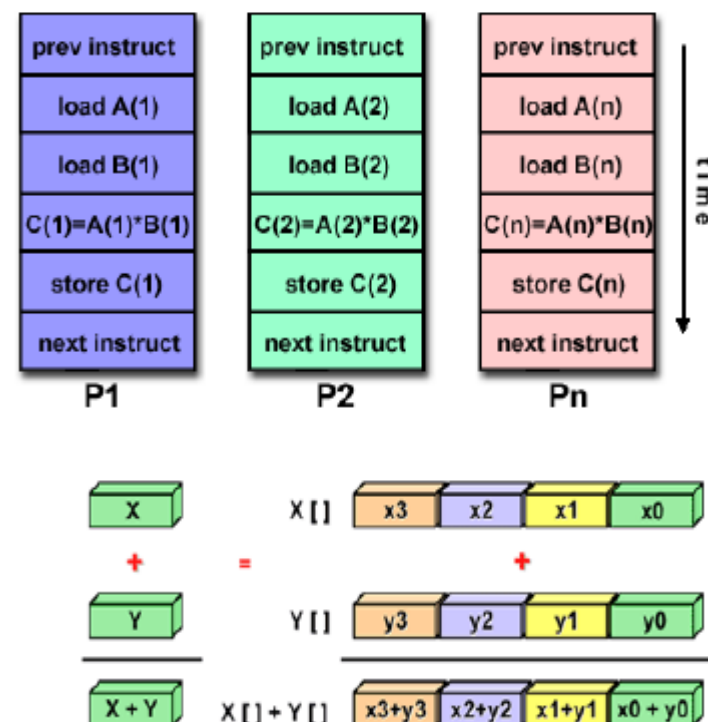 prev instruct
load A(1)
load B(1)
C(1)=A(1)*B(1)
store C(1)
next instruct
P1
prev instruct
load A(2)
load B(2)
C(2)=A(2)*B(2)
store C(2)
next instruct
P2
prev instruct
load A(n)
load B(n)
C(n)=A(n)*B(n)
store C(n)
next instruct
Pn
time
X X [ ] x3 x2 x1 x0
+ = +
Y Y [ ] y3 y2 y1 y0
X + Y X [ ] + Y [ ] x3+y3 x2+y2 x1+y1 x0 + y0